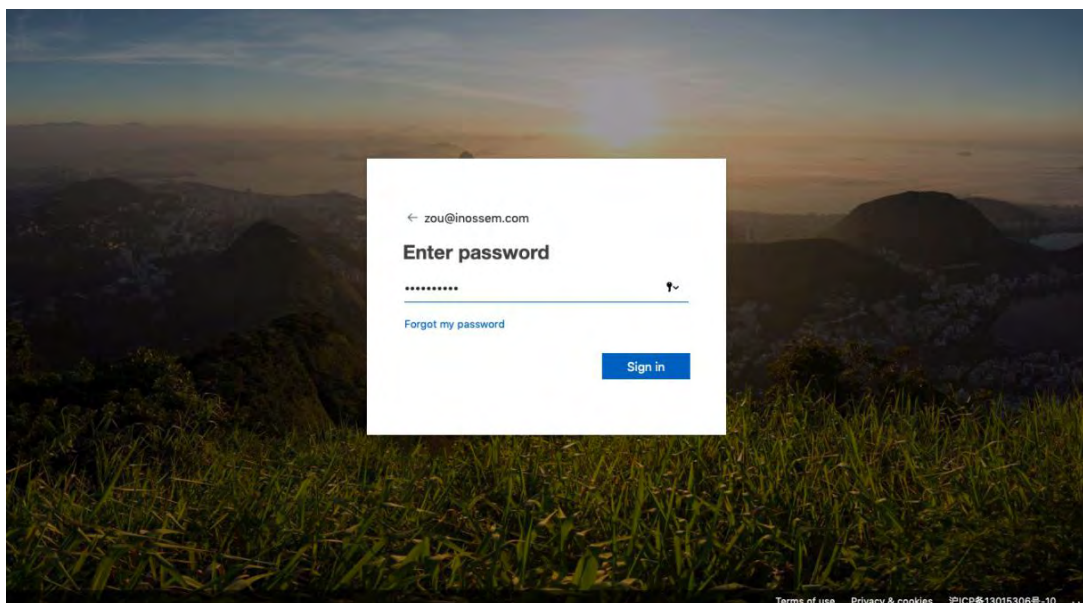 ← zou@inossem.com
Enter password
••••••••••
Forgot my password
Sign in
Terms of use Privacy & cookies 沪ICP备13015306号-10